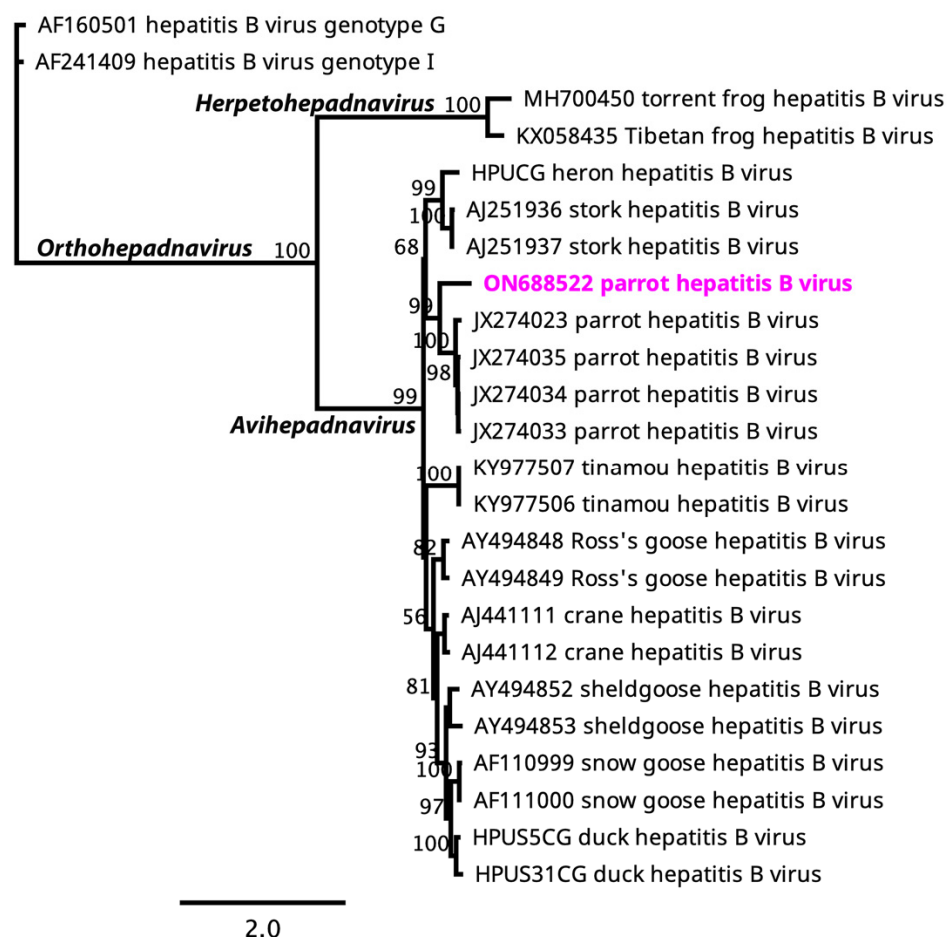 AF160501 hepatitis B virus genotype G
AF241409 hepatitis B virus genotype I
Herpetohepadnavirus 100 MH700450 torrent frog hepatitis B virus
KX058435 Tibetan frog hepatitis B virus
HPUCG heron hepatitis B virus
99
100 AJ251936 stork hepatitis B virus
Orthohepadnavirus 100 68 AJ251937 stork hepatitis B virus
ON688522 parrot hepatitis B virus
99
JX274023 parrot hepatitis B virus
100
JX274035 parrot hepatitis B virus
98
JX274034 parrot hepatitis B virus
99
Avihepadnavirus JX274033 parrot hepatitis B virus
100 KY977507 tinamou hepatitis B virus
KY977506 tinamou hepatitis B virus
82 AY494848 Ross's goose hepatitis B virus
AY494849 Ross's goose hepatitis B virus
56 AJ441111 crane hepatitis B virus
AJ441112 crane hepatitis B virus
81 AY494852 sheldgoose hepatitis B virus
AY494853 sheldgoose hepatitis B virus
93
100 AF110999 snow goose hepatitis B virus
97 AF111000 snow goose hepatitis B virus
100 HPUS5CG duck hepatitis B virus
HPUS31CG duck hepatitis B virus
2.0